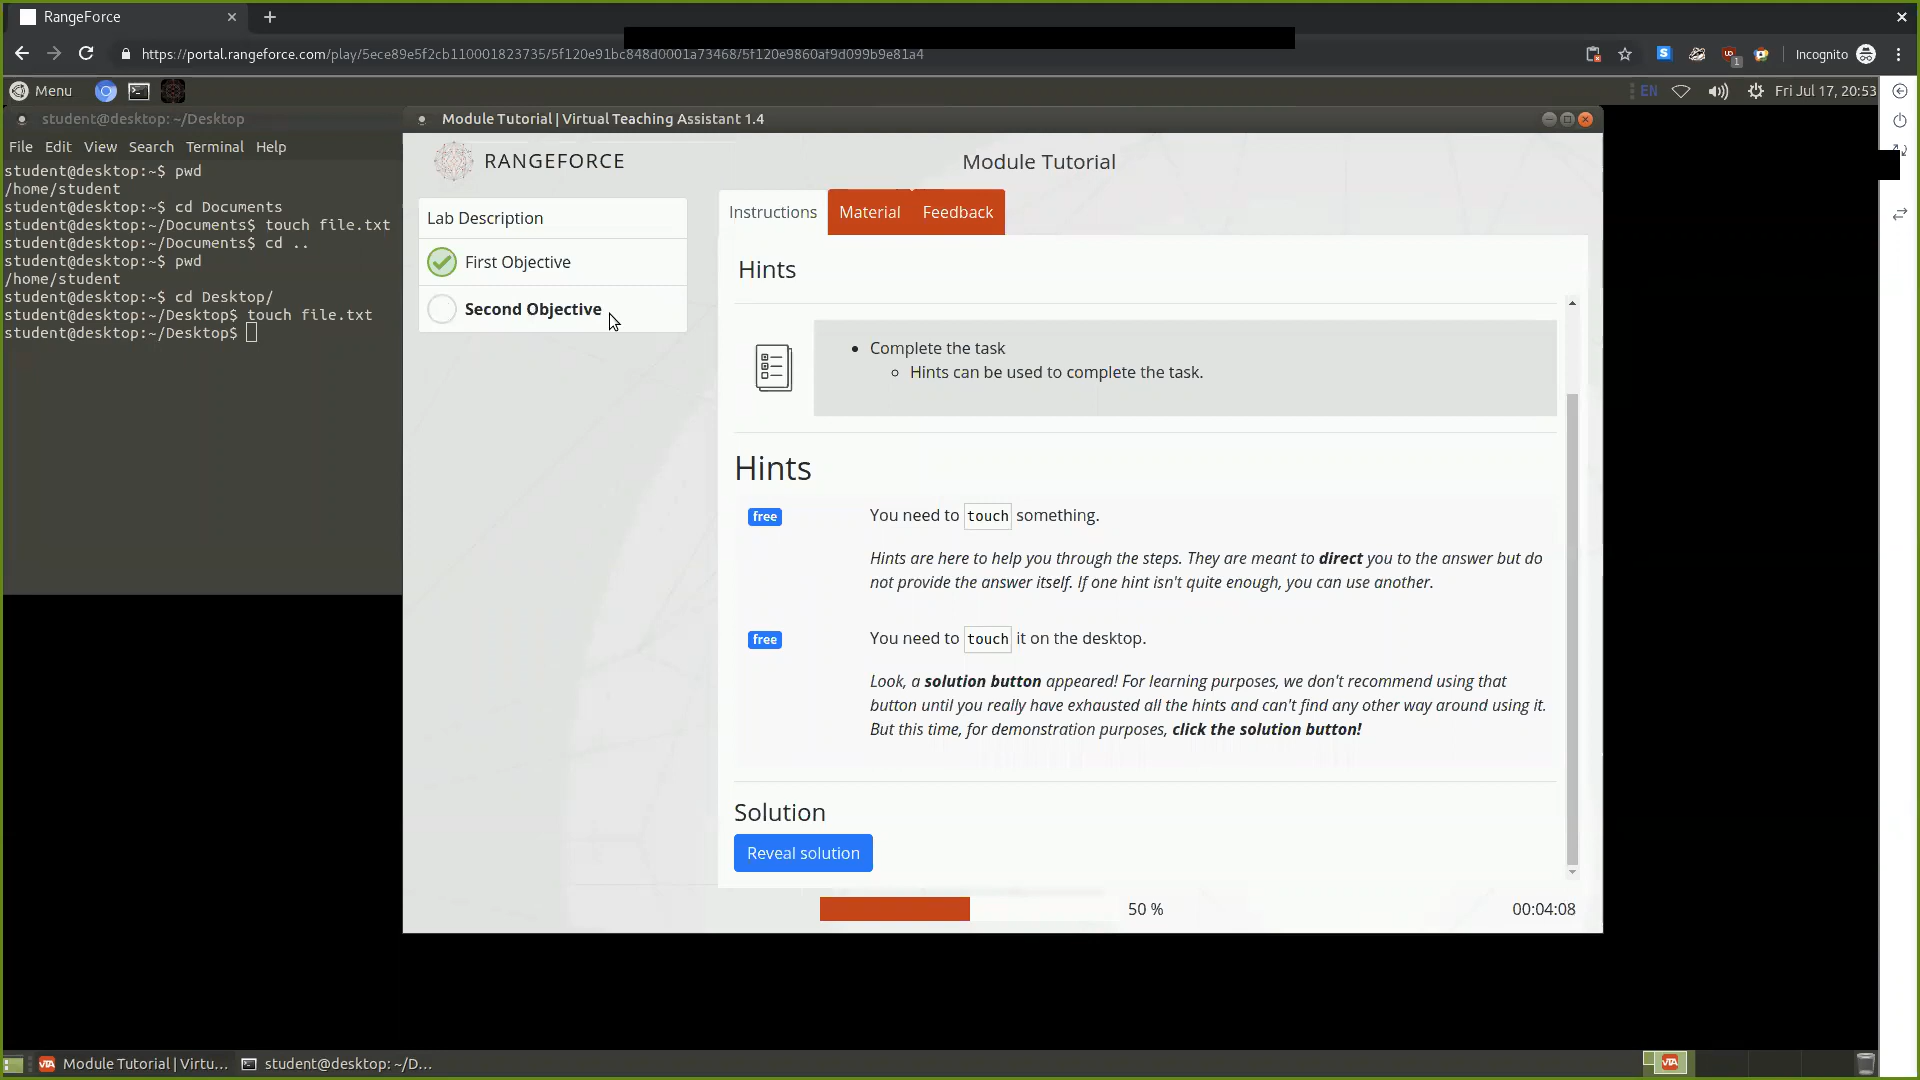 RangeForce
https://portal.rangeforce.com/play/5ece89e5f2cb110001823735/5f120e91bc848d0001a73468/5f120e9860af9d099b9e81a4
1
Incognito
Menu
EN
Fri Jul 17, 20:53
student@desktop: ~/Desktop
File Edit View Search Terminal Help
student@desktop:~$ pwd
/home/student
student@desktop:~$ cd Documents
student@desktop:~/Documents$ touch file.txt
student@desktop:~/Documents$ cd ..
student@desktop:~$ pwd
/home/student
student@desktop:~$ cd Desktop/
student@desktop:~/Desktop$ touch file.txt
student@desktop:~/Desktop$
Module Tutorial | Virtual Teaching Assistant 1.4
RANGEFORCE
Module Tutorial
Lab Description
First Objective
Second Objective
Instructions
Material
Feedback
Hints
• Complete the task
◦ Hints can be used to complete the task.
Hints
free
You need to touch something.
Hints are here to help you through the steps. They are meant to direct you to the answer but do
not provide the answer itself. If one hint isn't quite enough, you can use another.
free
You need to touch it on the desktop.
Look, a solution button appeared! For learning purposes, we don't recommend using that
button until you really have exhausted all the hints and can't find any other way around using it.
But this time, for demonstration purposes, click the solution button!
Solution
Reveal solution
50 %
00:04:08
VTA
Module Tutorial | Virtu...
student@desktop: ~/D...
VTA